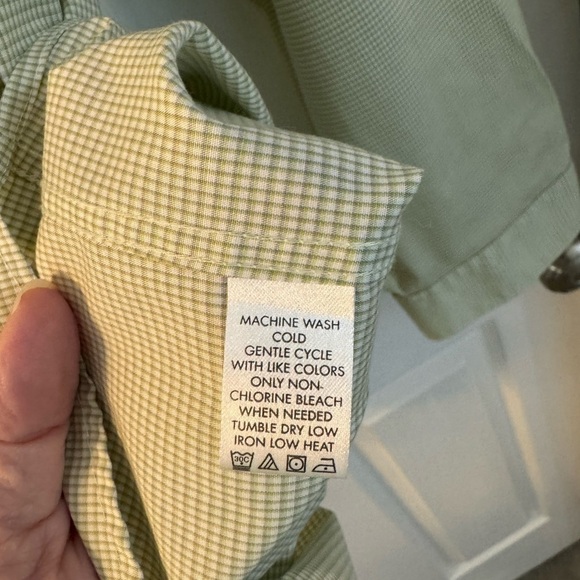 MACHINE WASH
COLD
GENTLE CYCLE
WITH LIKE COLORS
ONLY NON-
CHLORINE BLEACH
WHEN NEEDED
TUMBLE DRY LOW
IRON LOW HEAT
30C